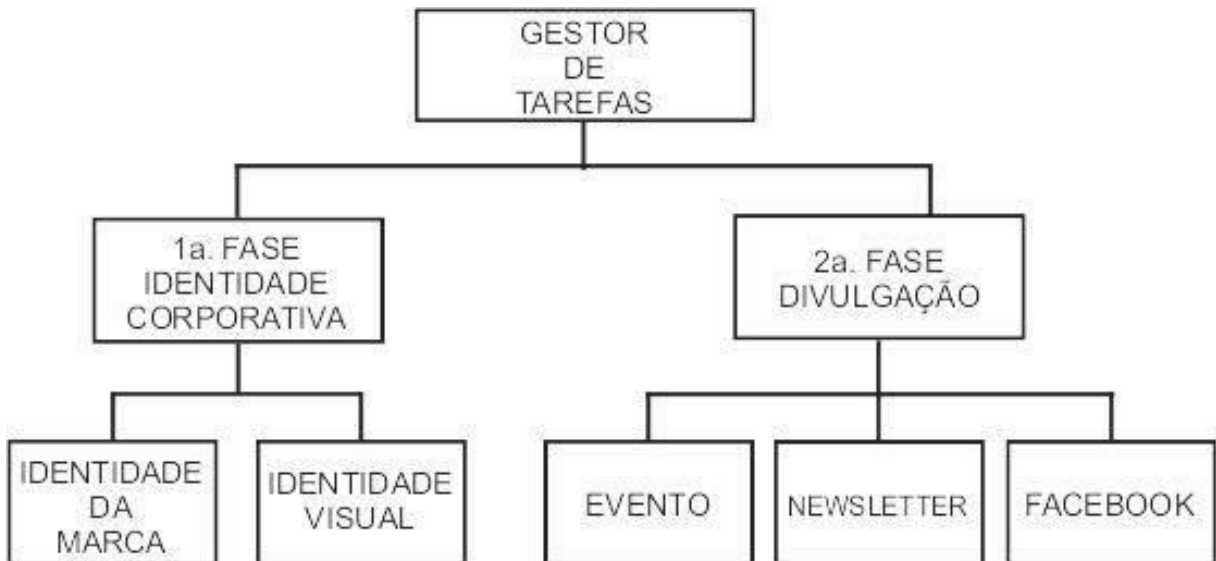 GESTOR
DE
TAREFAS
1a. FASE
IDENTIDADE
CORPORATIVA
2a. FASE
DIVULGAÇÃO
IDENTIDADE
DA
MARCA
IDENTIDADE
VISUAL
EVENTO
NEWSLETTER
FACEBOOK